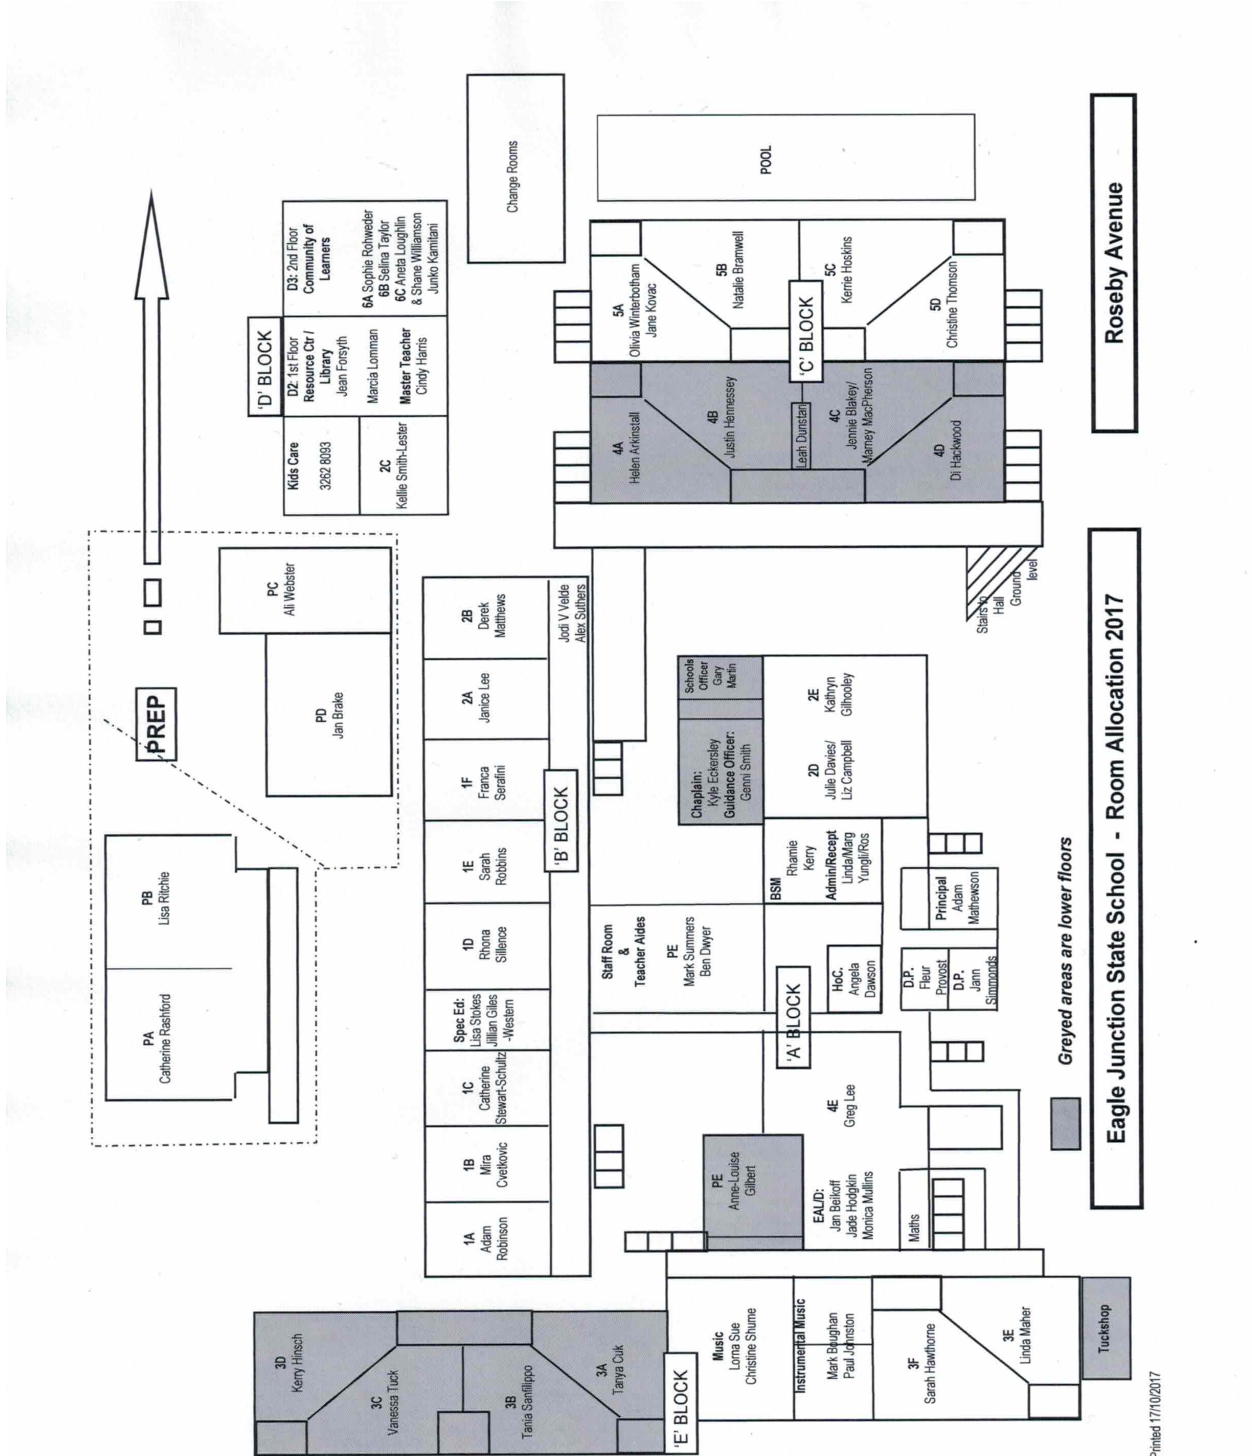 PREP
PA
Catherine Rashford
PB
Lisa Ritchie
PD
Jan Brake
PC
Ali Webster
'D' BLOCK
Kids Care
3262 8093
2C
Kellie Smith-Lester
D2: 1st Floor
Resource Ctr /
Library
Jean Forsyth
Marcia Lomman
Master Teacher
Cindy Harris
D3: 2nd Floor
Community of
Learners
6A Sophie Rohweder
6B Selina Taylor
6C Aneta Loughlin
& Shane Williamson
Junko Kamitani
Change Rooms
POOL
1A
Adam
Robinson
1B
Mira
Cvetkovic
1C
Catherine
Stewart-Schultz
Spec Ed:
Lisa Stokes
Jillian Giles
-Western
1D
Rhona
Sillence
1E
Sarah
Robbins
1F
Franca
Serafini
2A
Janice Lee
2B
Derek
Matthews
'B' BLOCK
Jodi V Velde
Alex Suthers
4A
Helen Arkinstall
4B
Justin Hennessey
Leah Dunstan
4C
Jennie Blakey/
Marney MacPherson
4D
Di Hackwood
'C' BLOCK
5A
Olivia Winterbotham
Jane Kovac
5B
Natalie Bramwell
5C
Kerrie Hoskins
5D
Christine Thomson
Stairs to
Hall
Ground
level
3D
Kerry Hinsch
3C
Vanessa Tuck
3B
Tania Sanfilippo
3A
Tanya Cuk
'E' BLOCK
Music
Lorna Sue
Christine Shume
Instrumental Music
Mark Boughan
Paul Johnston
3F
Sarah Hawthorne
3E
Linda Maher
Tuckshop
PE
Anne-Louise
Gilbert
EAL/D:
Jan Beikoff
Jade Hodgkin
Monica Mullins
4E
Greg Lee
Maths
'A' BLOCK
Staff Room
&
Teacher Aides
PE
Mark Summers
Ben Dwyer
HoC.
Angela
Dawson
BSM
Rhamie
Kerry
Admin/Recept
Linda/Marg
Yungli/Ros
D.P.
Fleur
Provost
D.P.
Jann
Simmonds
Principal
Adam
Mathewson
Chaplain:
Kyle Eckersley
Guidance Officer:
Genni Smith
Schools
Officer
Gary
Martin
2D
Julie Davies/
Liz Campbell
2E
Kathryn
Gilhooley
Greyed areas are lower floors
Eagle Junction State School - Room Allocation 2017
Roseby Avenue
Printed 17/10/2017